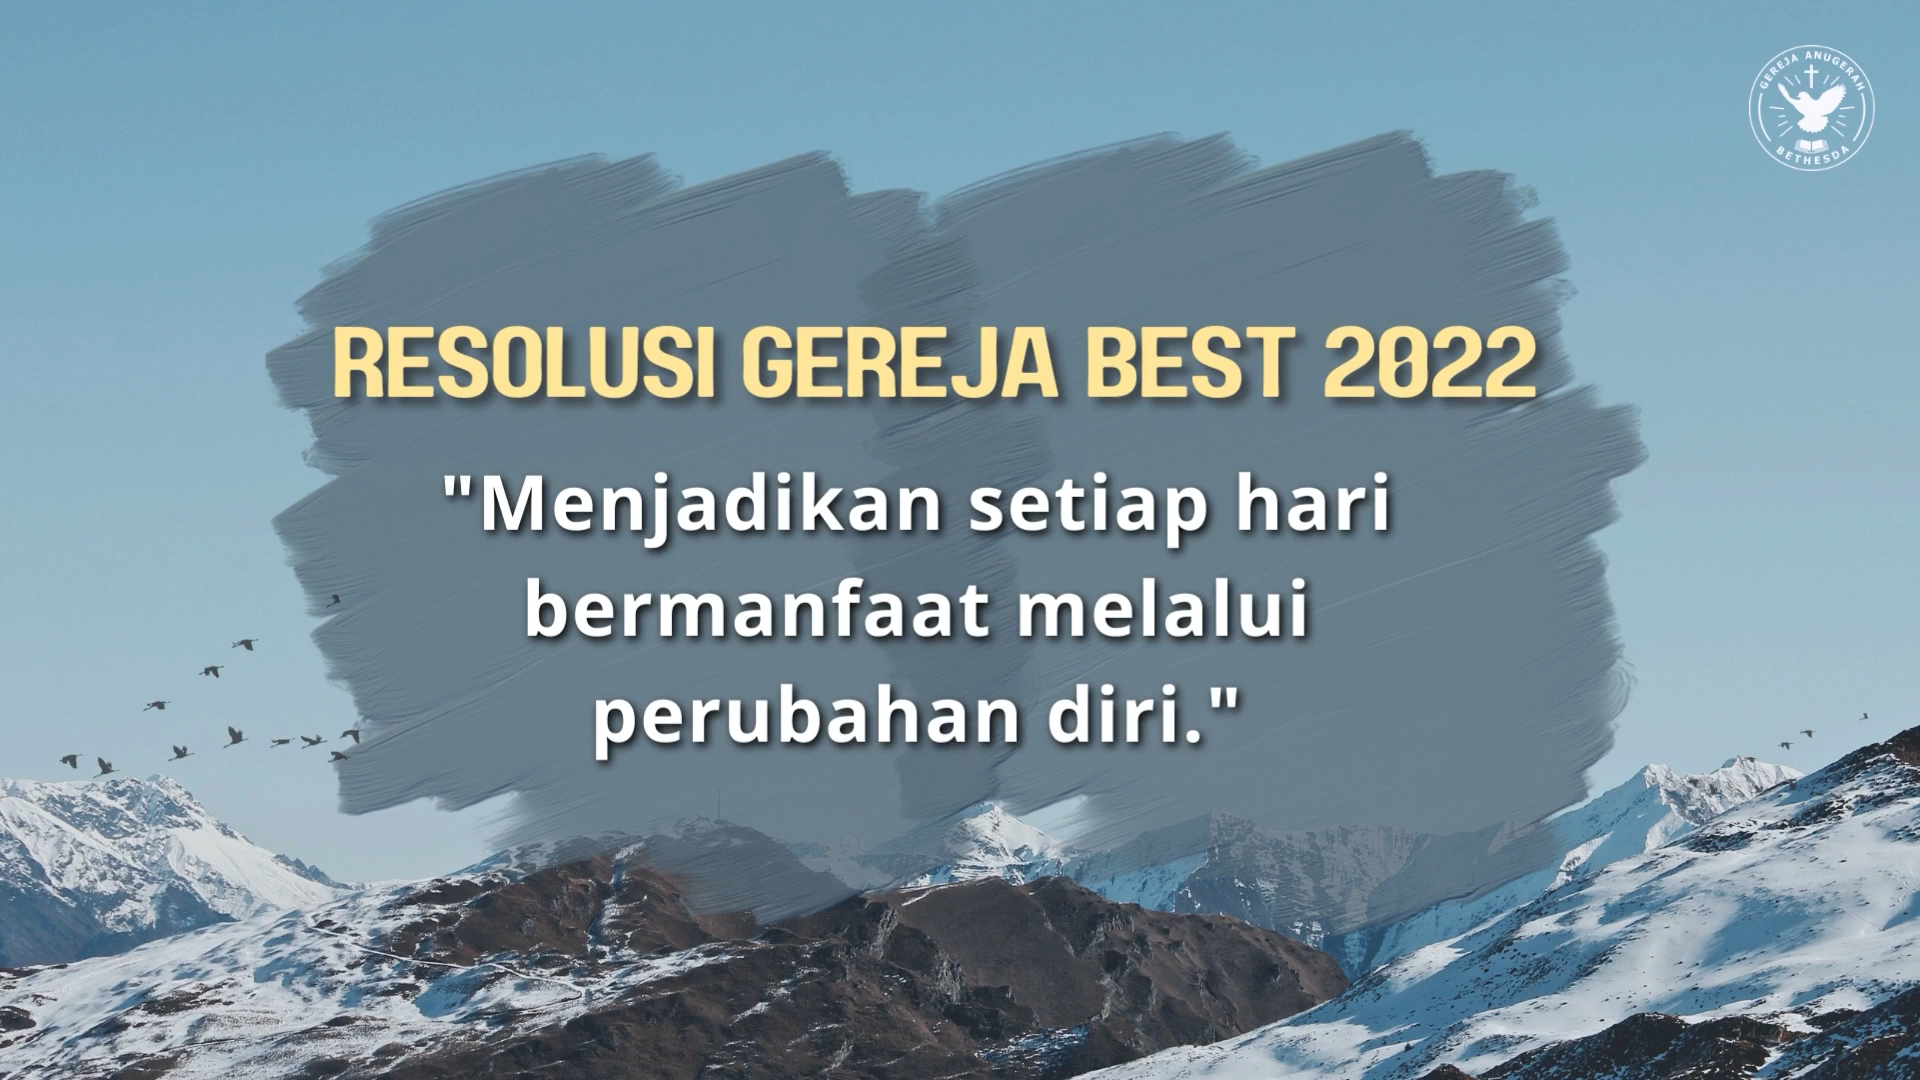 GEREJA ANUGERAH
BETHESDA
RESOLUSI GEREJA BEST 2022
"Menjadikan setiap hari
bermanfaat melalui
perubahan diri."